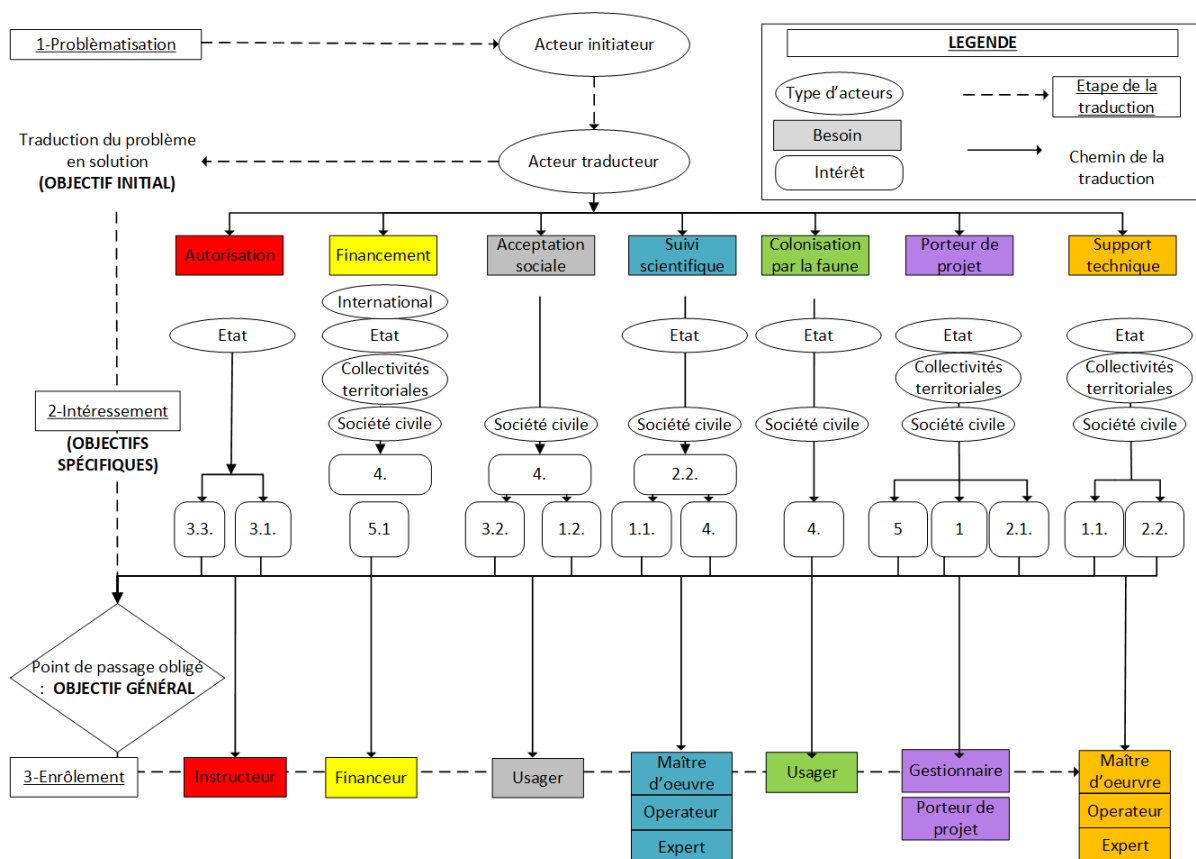 1-Problèmatisation
Acteur initiateur
LEGENDE
Type d'acteurs
Etape de la
traduction
Besoin
Intérêt
Chemin de la
traduction
Traduction du problème
en solution
(OBJECTIF INITIAL)
Acteur traducteur
Autorisation
Financement
Acceptation
sociale
Suivi
scientifique
Colonisation
par la faune
Porteur de
projet
Support
technique
International
Etat
Etat
Etat
Etat
Etat
Etat
Collectivités
territoriales
Collectivités
territoriales
Collectivités
territoriales
2-Intéressement
(OBJECTIFS
SPÉCIFIQUES)
Société civile
Société civile
Société civile
Société civile
Société civile
Société civile
4.
4.
2.2.
3.3.
3.1.
5.1
3.2.
1.2.
1.1.
4.
4.
5
1
2.1.
1.1.
2.2.
Point de passage obligé
: OBJECTIF GÉNÉRAL
3-Enrôlement
Instructeur
Financeur
Usager
Maître
d'oeuvre
Operateur
Expert
Usager
Gestionnaire
Porteur de
projet
Maître
d'oeurvre
Operateur
Expert